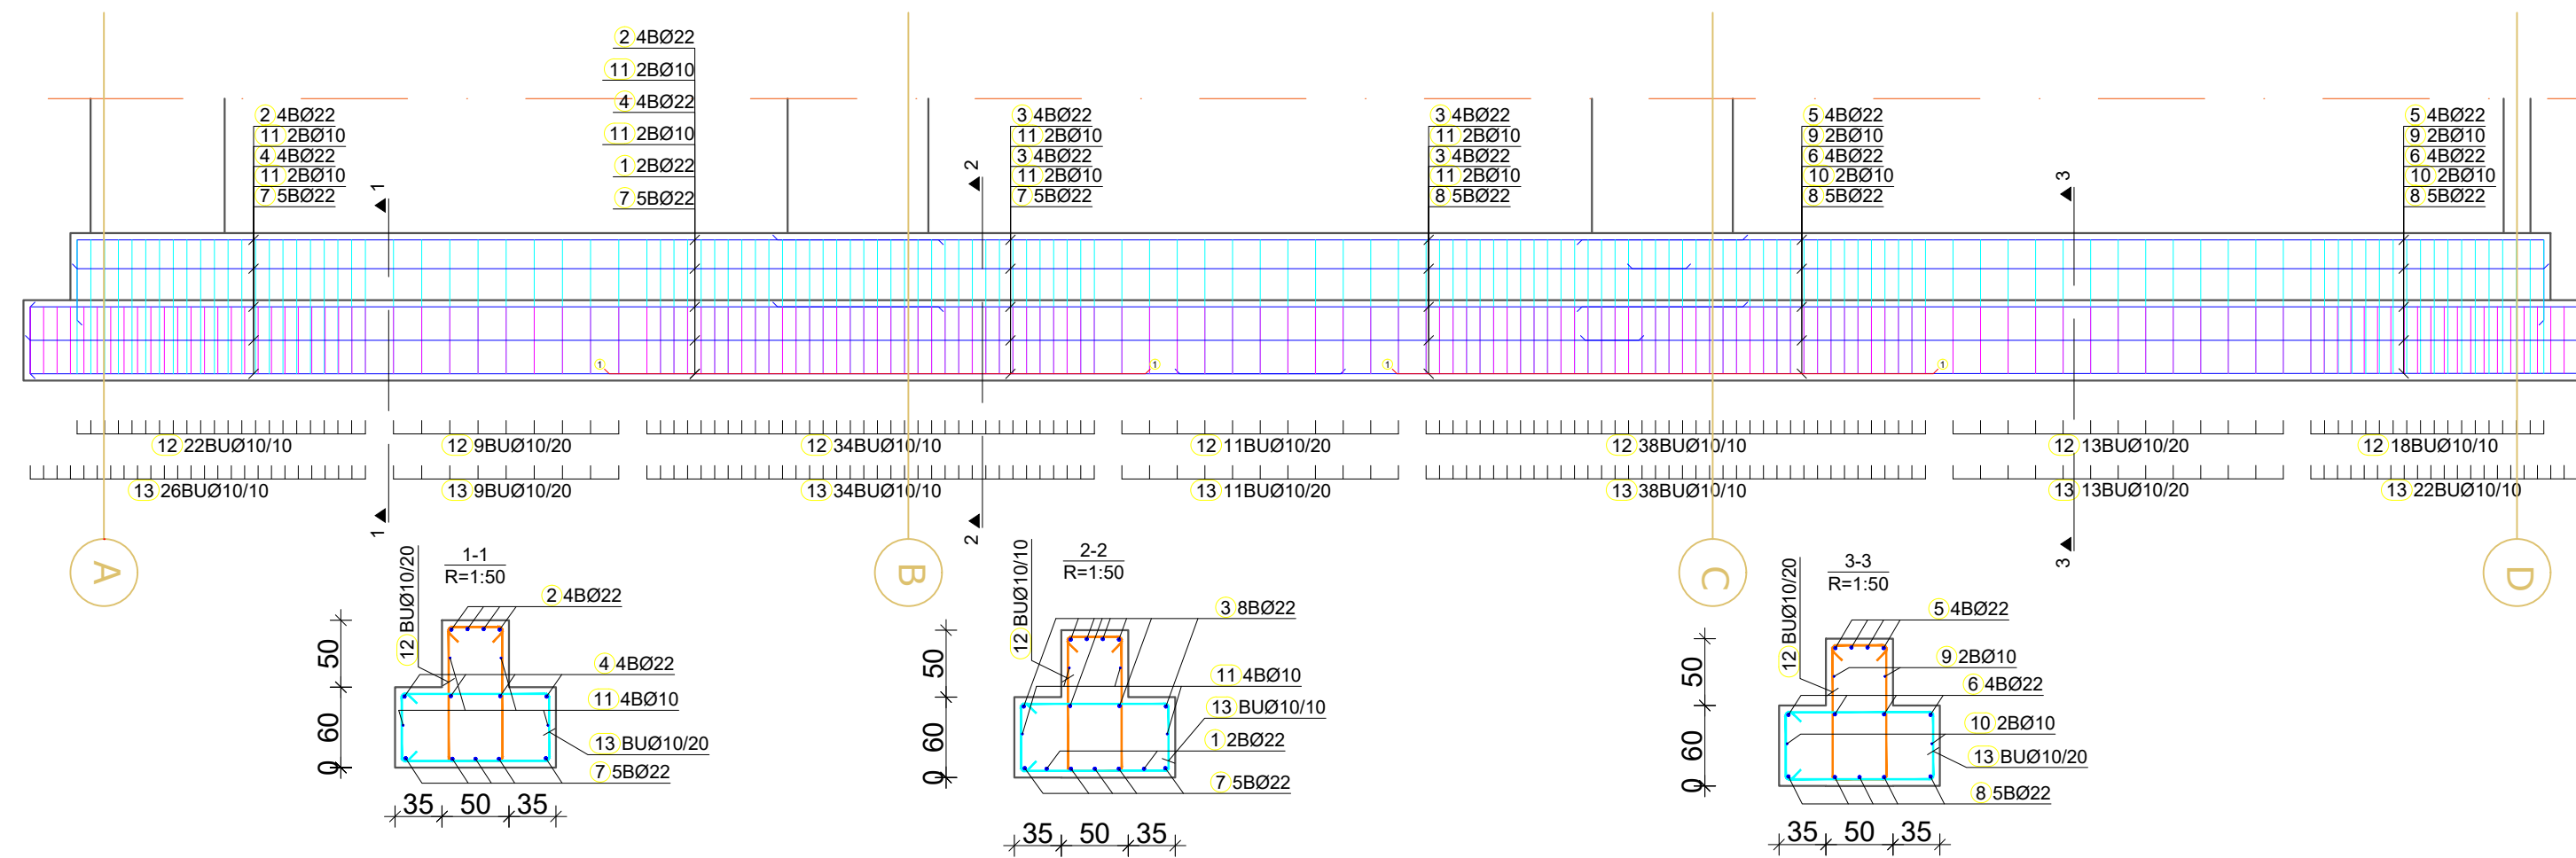 2 4BØ22
11 2BØ10
4 4BØ22
11 2BØ10
1 2BØ22
7 5BØ22
2 4BØ22
11 2BØ10
4 4BØ22
11 2BØ10
7 5BØ22
3 4BØ22
11 2BØ10
3 4BØ22
11 2BØ10
7 5BØ22
3 4BØ22
11 2BØ10
3 4BØ22
11 2BØ10
8 5BØ22
5 4BØ22
9 2BØ10
6 4BØ22
10 2BØ10
8 5BØ22
5 4BØ22
9 2BØ10
6 4BØ22
10 2BØ10
8 5BØ22
1
2
3
1
1
1
1
12 22BUØ10/10
12 9BUØ10/20
12 34BUØ10/10
12 11BUØ10/20
12 38BUØ10/10
12 13BUØ10/20
12 18BUØ10/10
13 26BUØ10/10
13 9BUØ10/20
13 34BUØ10/10
13 11BUØ10/20
13 38BUØ10/10
13 13BUØ10/20
13 22BUØ10/10
1
2
3
A
B
C
D
1-1
R=1:50
12 BUØ10/20
2 4BØ22
4 4BØ22
11 4BØ10
13 BUØ10/20
7 5BØ22
50
60
0
35 50 35
2-2
R=1:50
12 BUØ10/10
3 8BØ22
11 4BØ10
13 BUØ10/10
1 2BØ22
7 5BØ22
50
60
0
35 50 35
3-3
R=1:50
12 BUØ10/20
5 4BØ22
9 2BØ10
6 4BØ22
10 2BØ10
13 BUØ10/20
8 5BØ22
50
60
0
35 50 35